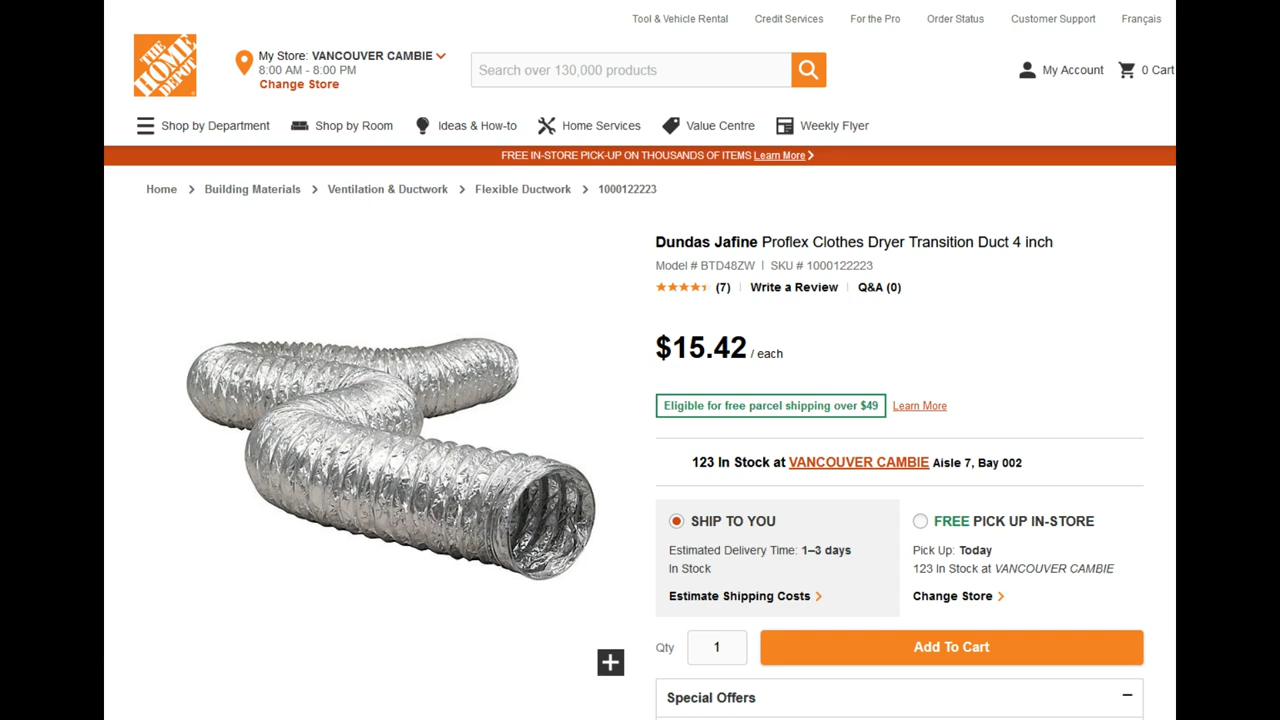 Tool & Vehicle Rental Credit Services For the Pro Order Status Customer Support Français
THE HOME DEPOT
My Store: VANCOUVER CAMBIE
8:00 AM - 8:00 PM
Change Store
Search over 130,000 products
My Account 0 Cart
Shop by Department Shop by Room Ideas & How-to Home Services Value Centre Weekly Flyer
FREE IN-STORE PICK-UP ON THOUSANDS OF ITEMS Learn More
Home Building Materials Ventilation & Ductwork Flexible Ductwork 1000122223
Dundas Jafine Proflex Clothes Dryer Transition Duct 4 inch
Model # BTD48ZW | SKU # 1000122223
(7) | Write a Review | Q&A (0)
$15.42 / each
Eligible for free parcel shipping over $49 Learn More
123 In Stock at VANCOUVER CAMBIE Aisle 7, Bay 002
SHIP TO YOU
Estimated Delivery Time: 1–3 days
In Stock
Estimate Shipping Costs
FREE PICK UP IN-STORE
Pick Up: Today
123 In Stock at VANCOUVER CAMBIE
Change Store
Qty 1 Add To Cart
Special Offers